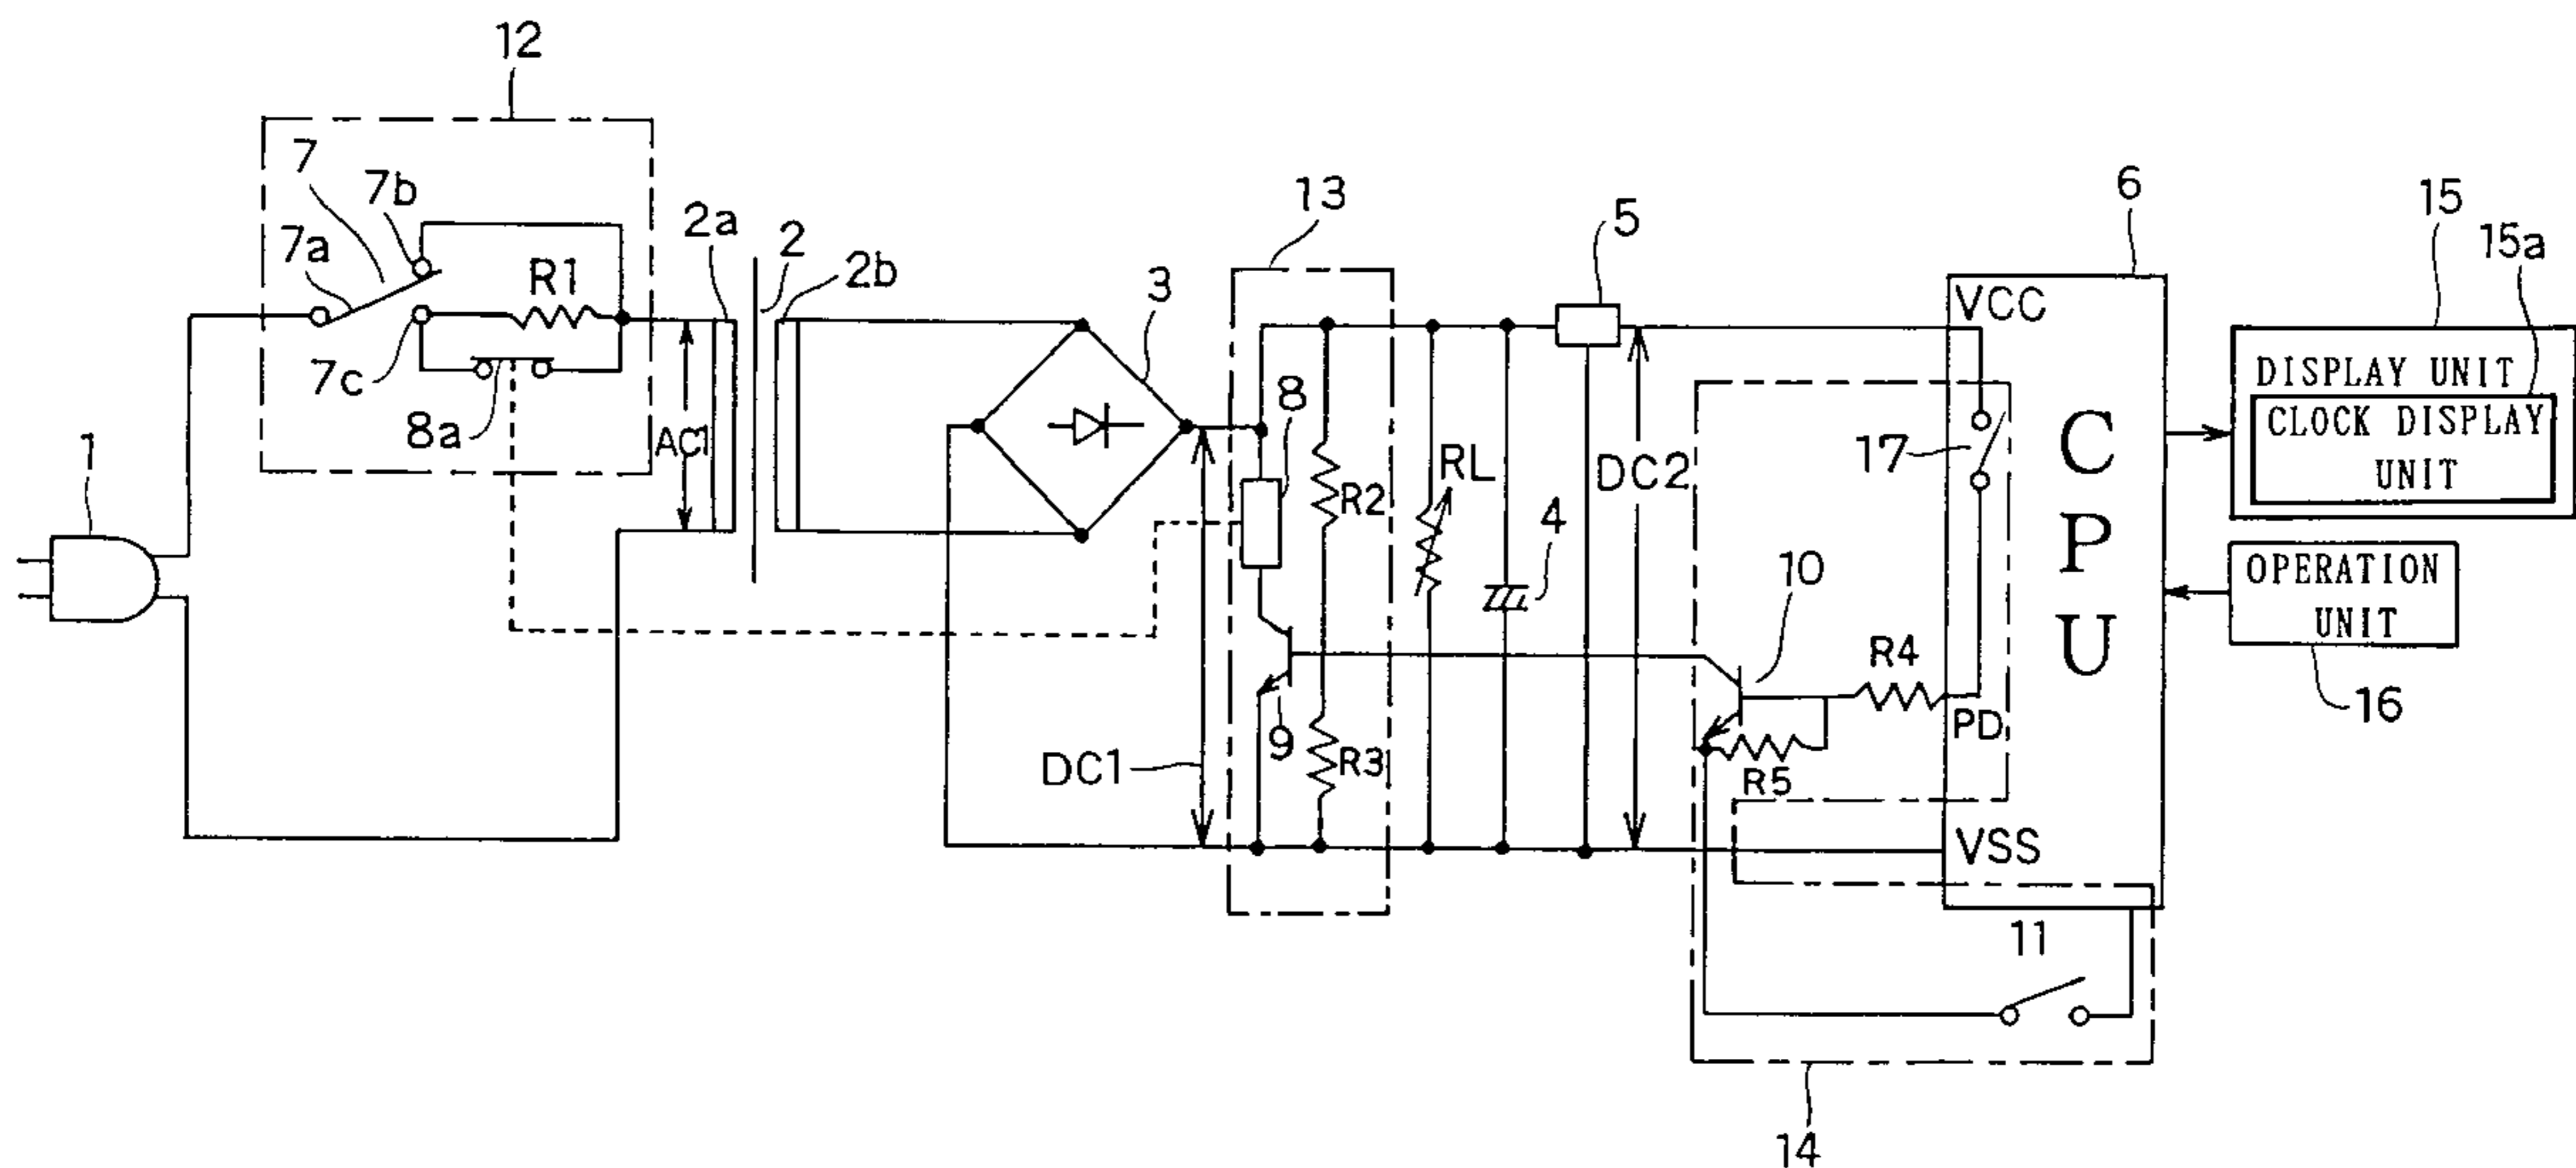 12
7
7b
7a
R1
7c
8a
1
2a
2
2b
AC1
3
13
8
R2
9
R3
DC1
RL
4
5
DC2
10
R4
R5
14
6
VCC
17
PD
VSS
CPU
11
15
15a
DISPLAY UNIT
CLOCK DISPLAY
UNIT
OPERATION
UNIT
16